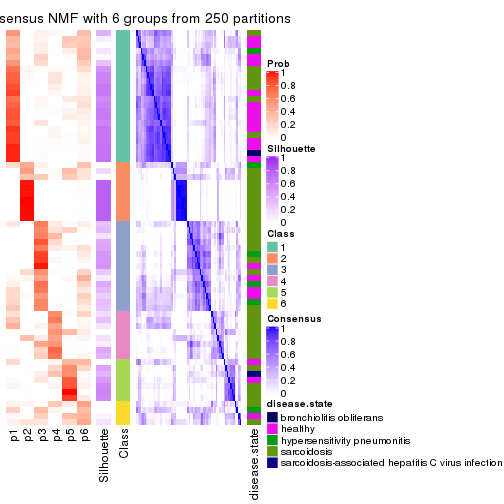 sensus NMF with 6 groups from 250 partitions
Prob
1
0.8
0.6
0.4
0.2
0
Silhouette
1
0.8
0.6
0.4
0.2
0
Class
1
2
3
4
5
6
Consensus
1
0.8
0.6
0.4
0.2
0
disease.state
bronchiolitis obliterans
healthy
hypersensitivity pneumonitis
sarcoidosis
sarcoidosis-associated hepatitis C virus infection
p1
p2
p3
p4
p5
p6
Silhouette
Class
disease.state